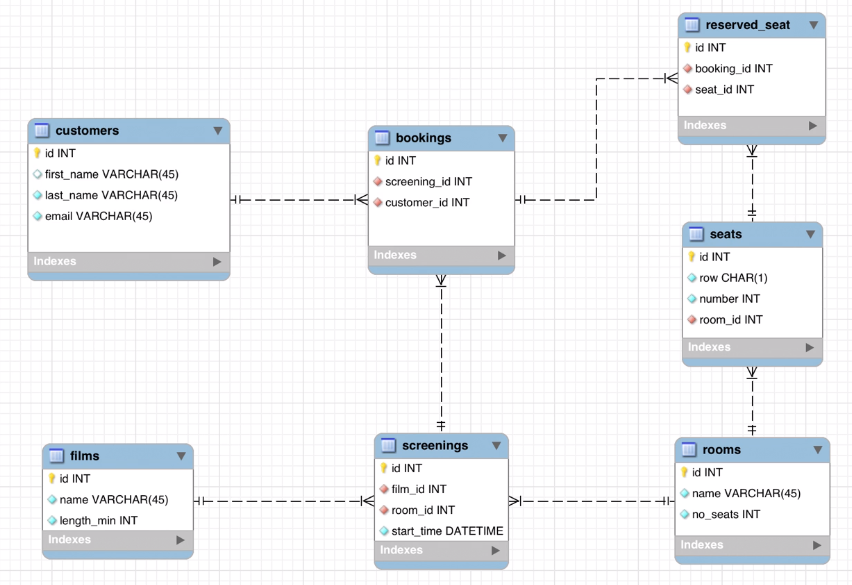 reserved_seat
id INT
booking_id INT
seat_id INT
Indexes
customers
id INT
first_name VARCHAR(45)
last_name VARCHAR(45)
email VARCHAR(45)
Indexes
bookings
id INT
screening_id INT
customer_id INT
Indexes
seats
id INT
row CHAR(1)
number INT
room_id INT
Indexes
films
id INT
name VARCHAR(45)
length_min INT
Indexes
screenings
id INT
film_id INT
room_id INT
start_time DATETIME
Indexes
rooms
id INT
name VARCHAR(45)
no_seats INT
Indexes